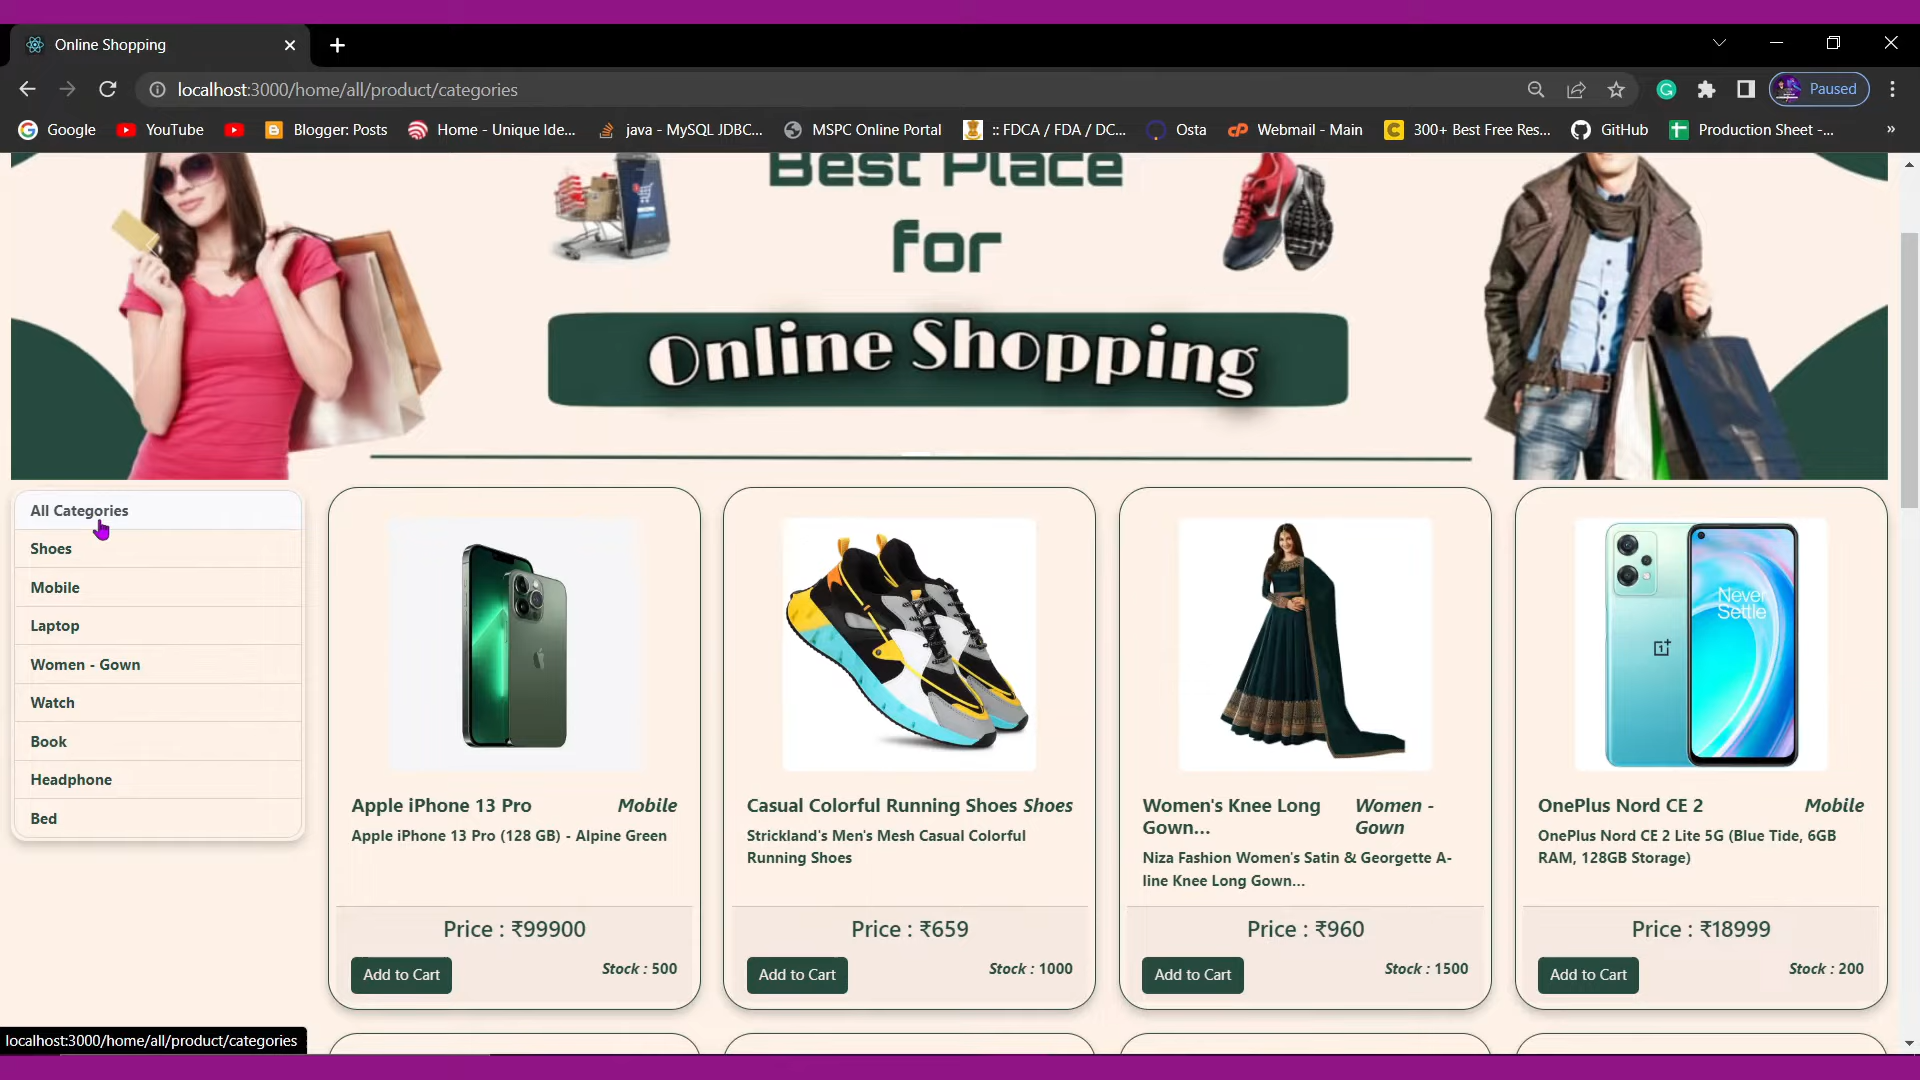 Online Shopping
localhost:3000/home/all/product/categories
Paused
Google
YouTube
Blogger: Posts
Home - Unique Ide...
java - MySQL JDBC...
MSPC Online Portal
:: FDCA / FDA / DC...
Osta
Webmail - Main
300+ Best Free Res...
GitHub
Production Sheet -...
»
Best Place
for
Online Shopping
All Categories
Shoes
Mobile
Laptop
Women - Gown
Watch
Book
Headphone
Bed
Apple iPhone 13 Pro Mobile
Apple iPhone 13 Pro (128 GB) - Alpine Green
Price : ₹99900
Add to Cart
Stock : 500
Casual Colorful Running Shoes Shoes
Strickland's Men's Mesh Casual Colorful
Running Shoes
Price : ₹659
Add to Cart
Stock : 1000
Women's Knee Long
Gown...
Women -
Gown
Niza Fashion Women's Satin & Georgette A-
line Knee Long Gown...
Price : ₹960
Add to Cart
Stock : 1500
Never
Settle
OnePlus Nord CE 2 Mobile
OnePlus Nord CE 2 Lite 5G (Blue Tide, 6GB
RAM, 128GB Storage)
Price : ₹18999
Add to Cart
Stock : 200
localhost:3000/home/all/product/categories